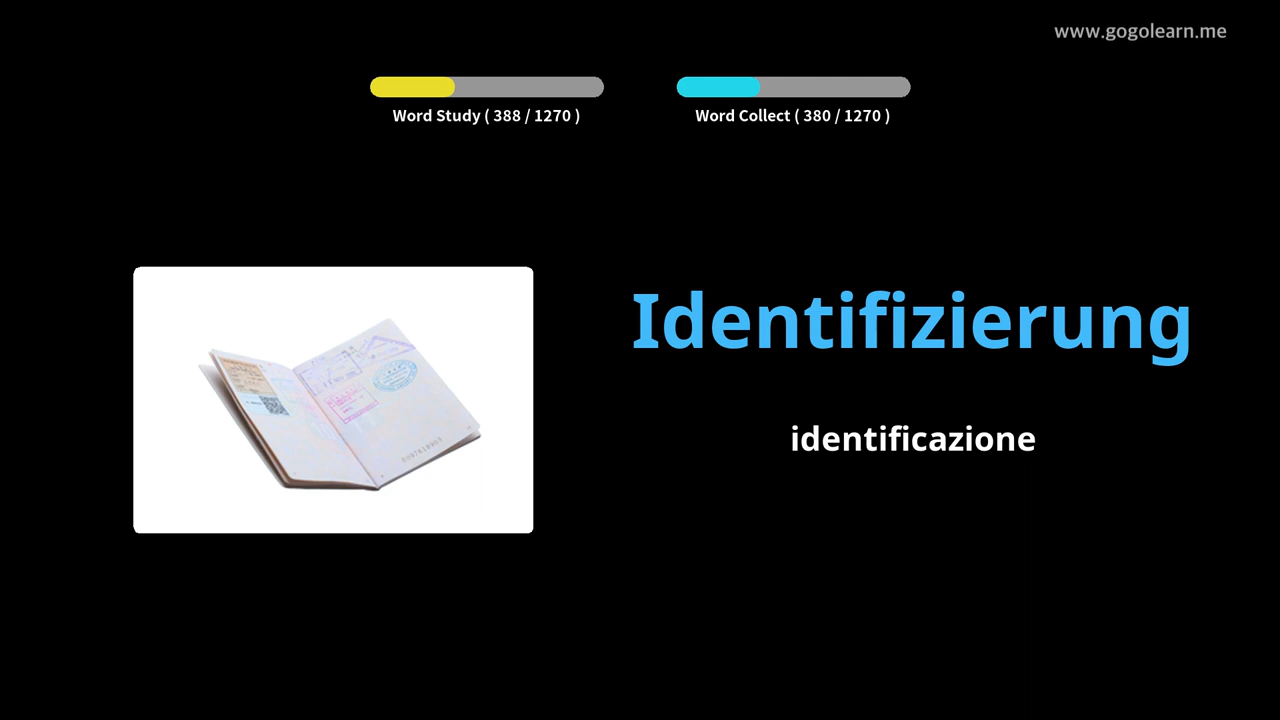 www.gogolearn.me
Word Study ( 388 / 1270 )
Word Collect ( 380 / 1270 )
Identifizierung
identificazione